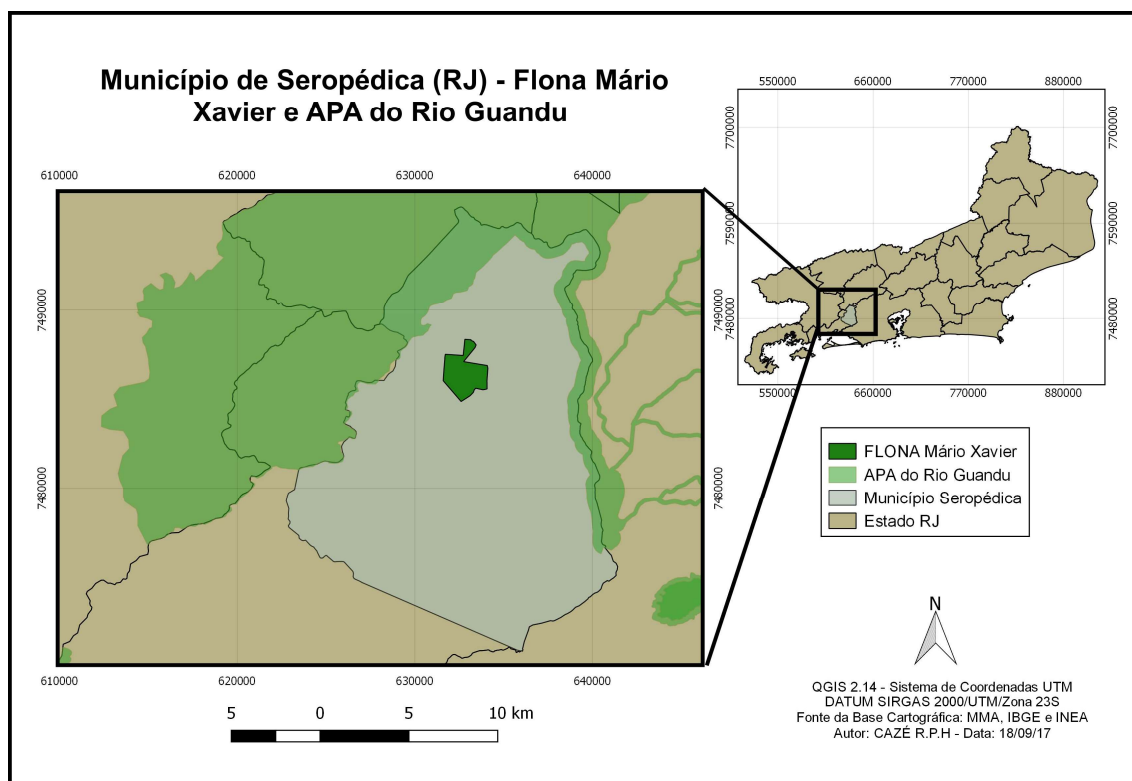 Município de Seropédica (RJ) - Flona Mário
Xavier e APA do Rio Guandu
610000 620000 630000 640000
7490000 7490000
7480000 7480000
610000 620000 630000 640000
5 0 5 10 km
550000 660000 770000 880000
7700000 7700000
7590000 7590000
7480000 7480000
550000 660000 770000 880000
FLONA Mário Xavier
APA do Rio Guandu
Município Seropédica
Estado RJ
N
QGIS 2.14 - Sistema de Coordenadas UTM
DATUM SIRGAS 2000/UTM/Zona 23S
Fonte da Base Cartográfica: MMA, IBGE e INEA
Autor: CAZÉ R.P.H - Data: 18/09/17